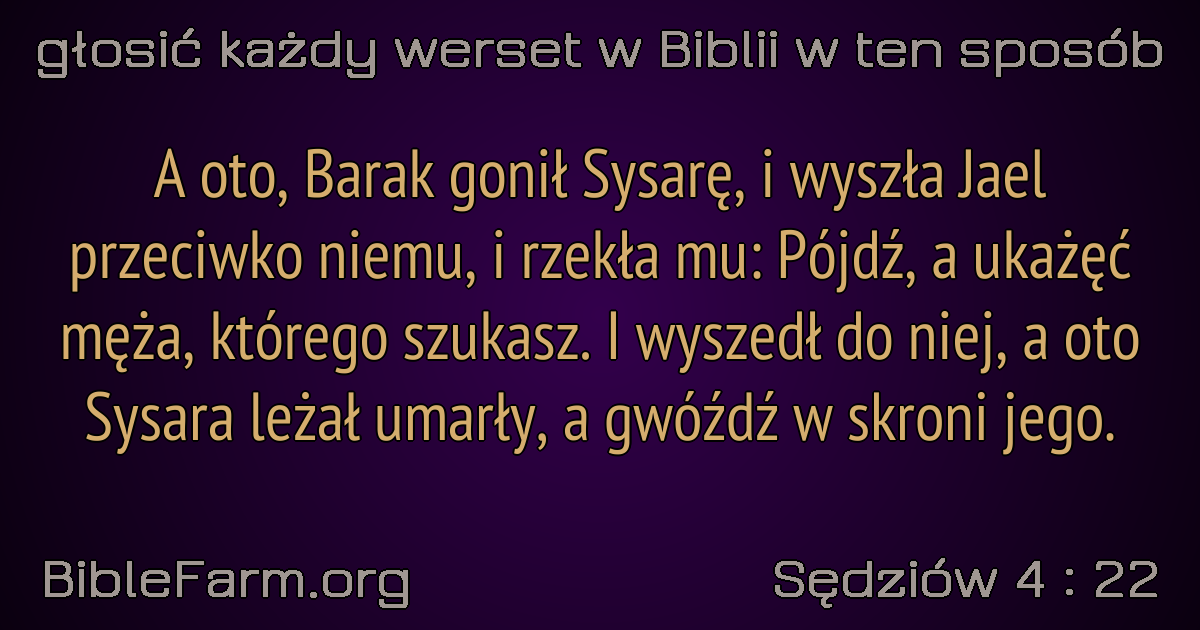 głosić każdy werset w Biblii w ten sposób
A oto, Barak gonił Sysarę, i wyszła Jael
przeciwko niemu, i rzekła mu: Pójdź, a ukażęć
męża, którego szukasz. I wyszedł do niej, a oto
Sysara leżał umarły, a gwóźdź w skroni jego.
BibleFarm.org
Sędziów 4 : 22